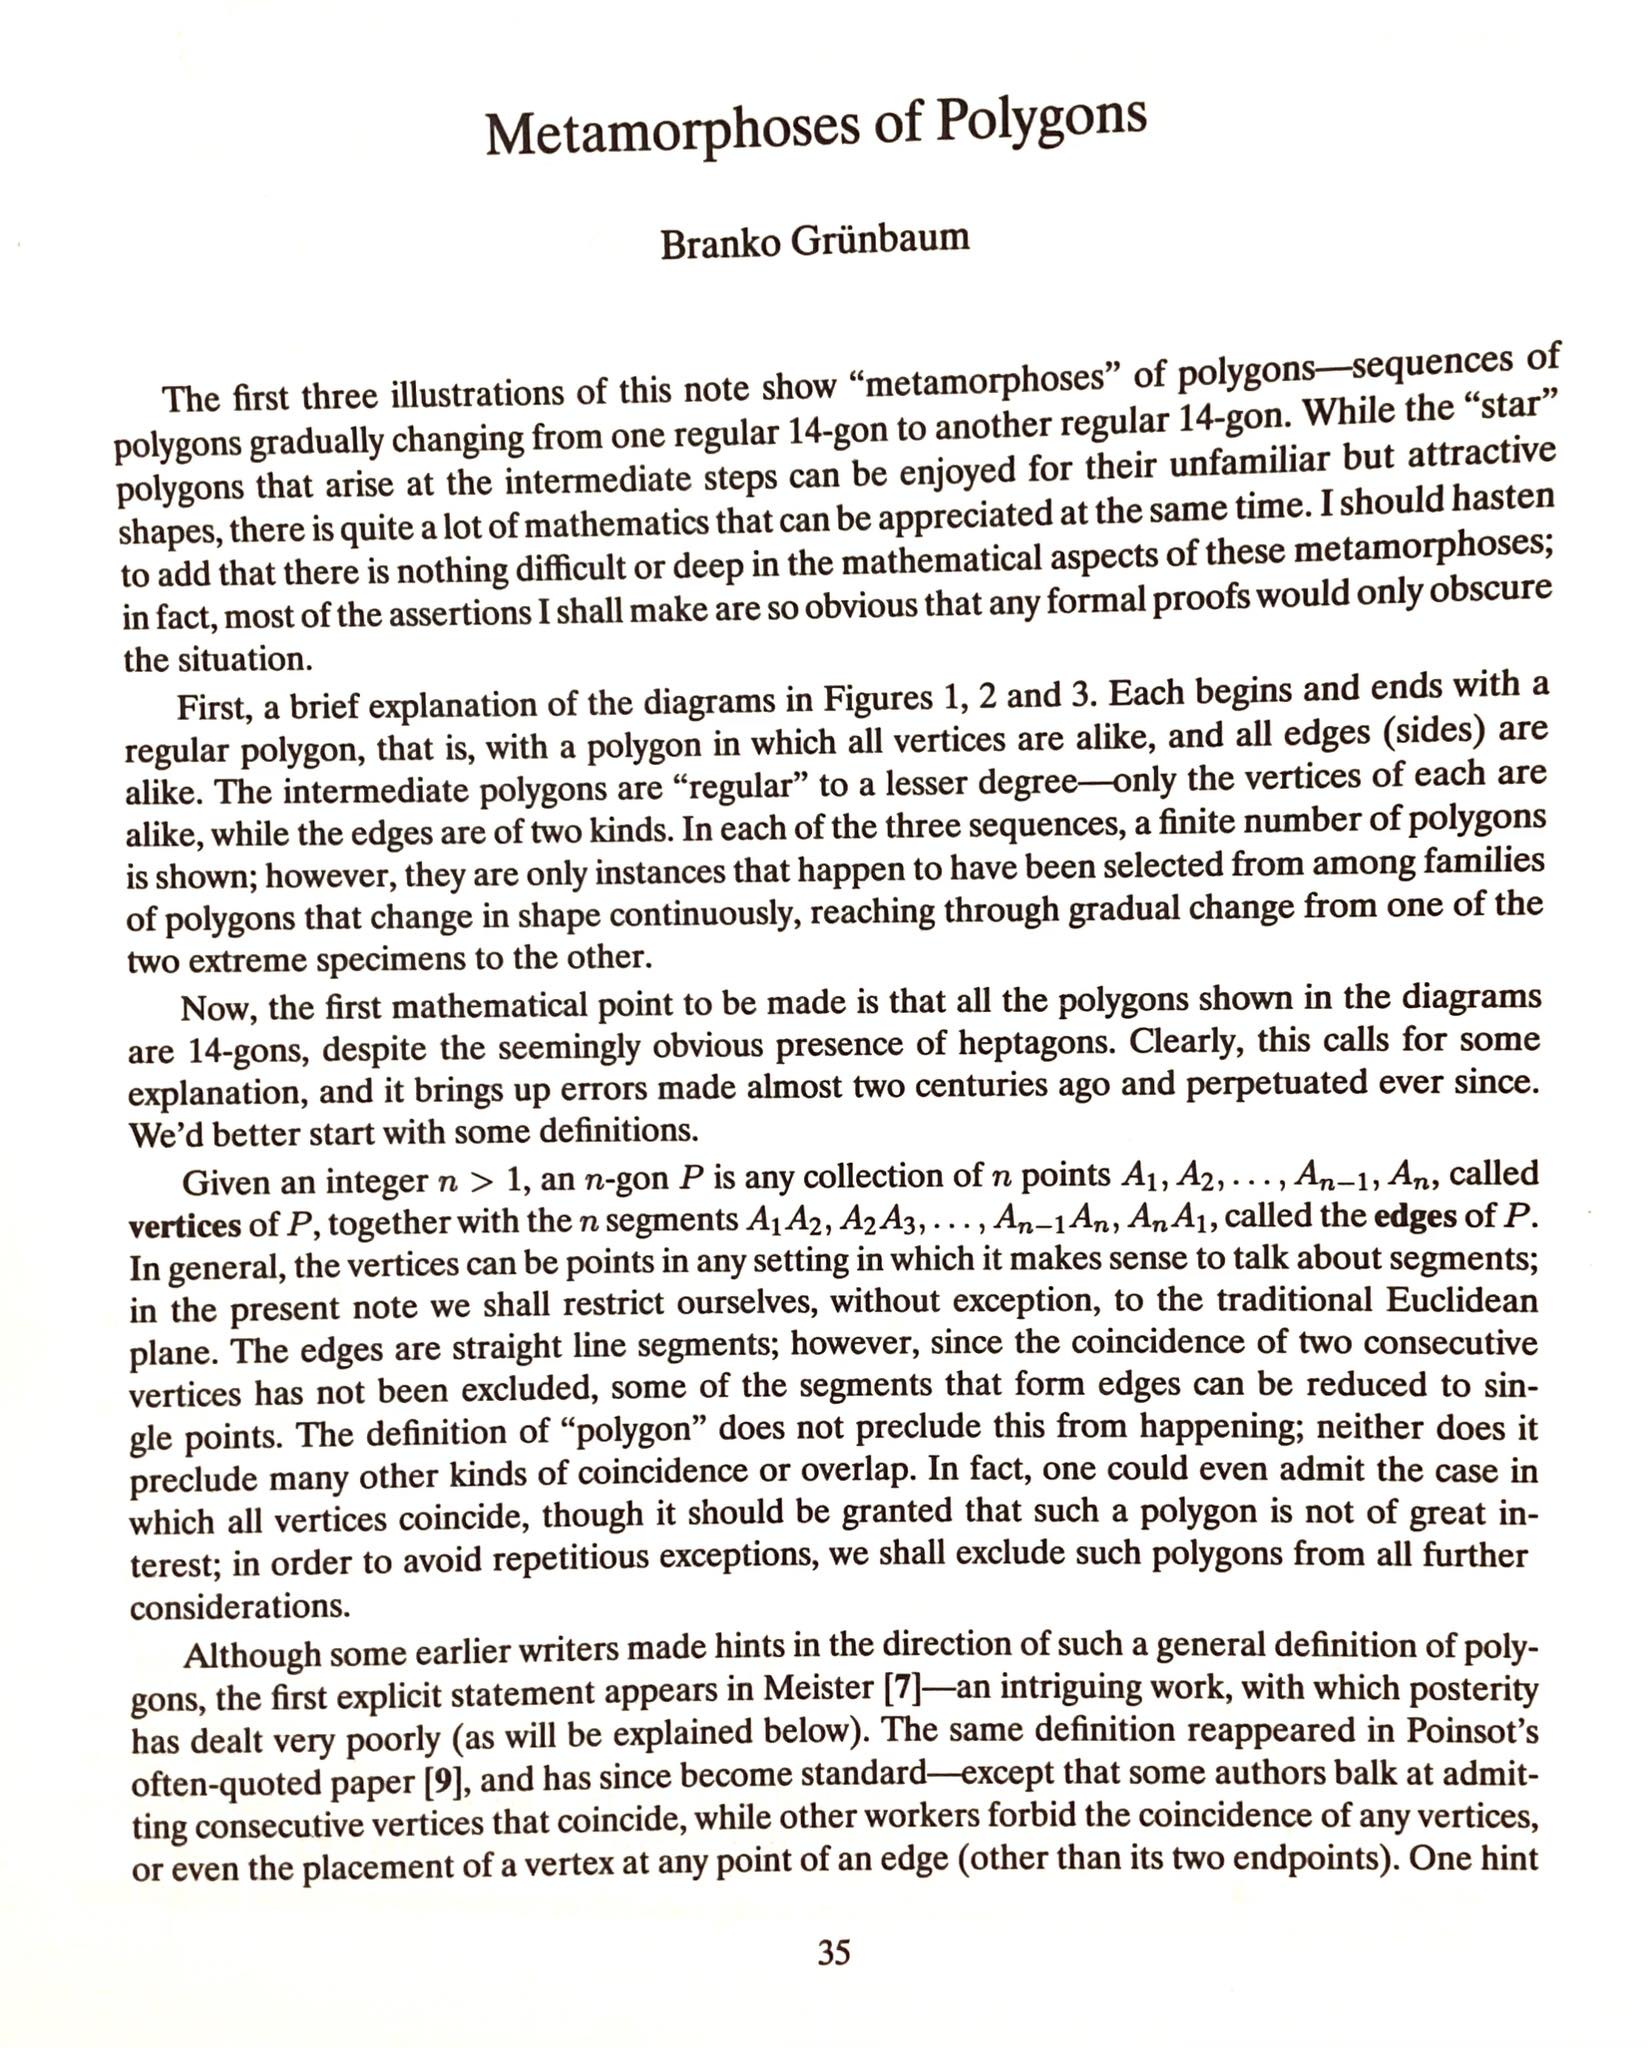 Metamorphoses of Polygons
Branko Grünbaum
The first three illustrations of this note show “metamorphoses” of polygons—sequences of
polygons gradually changing from one regular 14-gon to another regular 14-gon. While the “star”
polygons that arise at the intermediate steps can be enjoyed for their unfamiliar but attractive
shapes, there is quite a lot of mathematics that can be appreciated at the same time. I should hasten
to add that there is nothing difficult or deep in the mathematical aspects of these metamorphoses;
in fact, most of the assertions I shall make are so obvious that any formal proofs would only obscure
the situation.
First, a brief explanation of the diagrams in Figures 1, 2 and 3. Each begins and ends with a
regular polygon, that is, with a polygon in which all vertices are alike, and all edges (sides) are
alike. The intermediate polygons are “regular” to a lesser degree—only the vertices of each are
alike, while the edges are of two kinds. In each of the three sequences, a finite number of polygons
is shown; however, they are only instances that happen to have been selected from among families
of polygons that change in shape continuously, reaching through gradual change from one of the
two extreme specimens to the other.
Now, the first mathematical point to be made is that all the polygons shown in the diagrams
are 14-gons, despite the seemingly obvious presence of heptagons. Clearly, this calls for some
explanation, and it brings up errors made almost two centuries ago and perpetuated ever since.
We’d better start with some definitions.
Given an integer n > 1, an n-gon P is any collection of n points A₁, A₂, . . . , Aₙ₋₁, Aₙ, called
vertices of P, together with the n segments A₁A₂, A₂A₃, . . . , Aₙ₋₁Aₙ, AₙA₁, called the edges of P.
In general, the vertices can be points in any setting in which it makes sense to talk about segments;
in the present note we shall restrict ourselves, without exception, to the traditional Euclidean
plane. The edges are straight line segments; however, since the coincidence of two consecutive
vertices has not been excluded, some of the segments that form edges can be reduced to sin-
gle points. The definition of “polygon” does not preclude this from happening; neither does it
preclude many other kinds of coincidence or overlap. In fact, one could even admit the case in
which all vertices coincide, though it should be granted that such a polygon is not of great in-
terest; in order to avoid repetitious exceptions, we shall exclude such polygons from all further
considerations.
Although some earlier writers made hints in the direction of such a general definition of poly-
gons, the first explicit statement appears in Meister [7]—an intriguing work, with which posterity
has dealt very poorly (as will be explained below). The same definition reappeared in Poinsot’s
often-quoted paper [9], and has since become standard—except that some authors balk at admit-
ting consecutive vertices that coincide, while other workers forbid the coincidence of any vertices,
or even the placement of a vertex at any point of an edge (other than its two endpoints). One hint
35